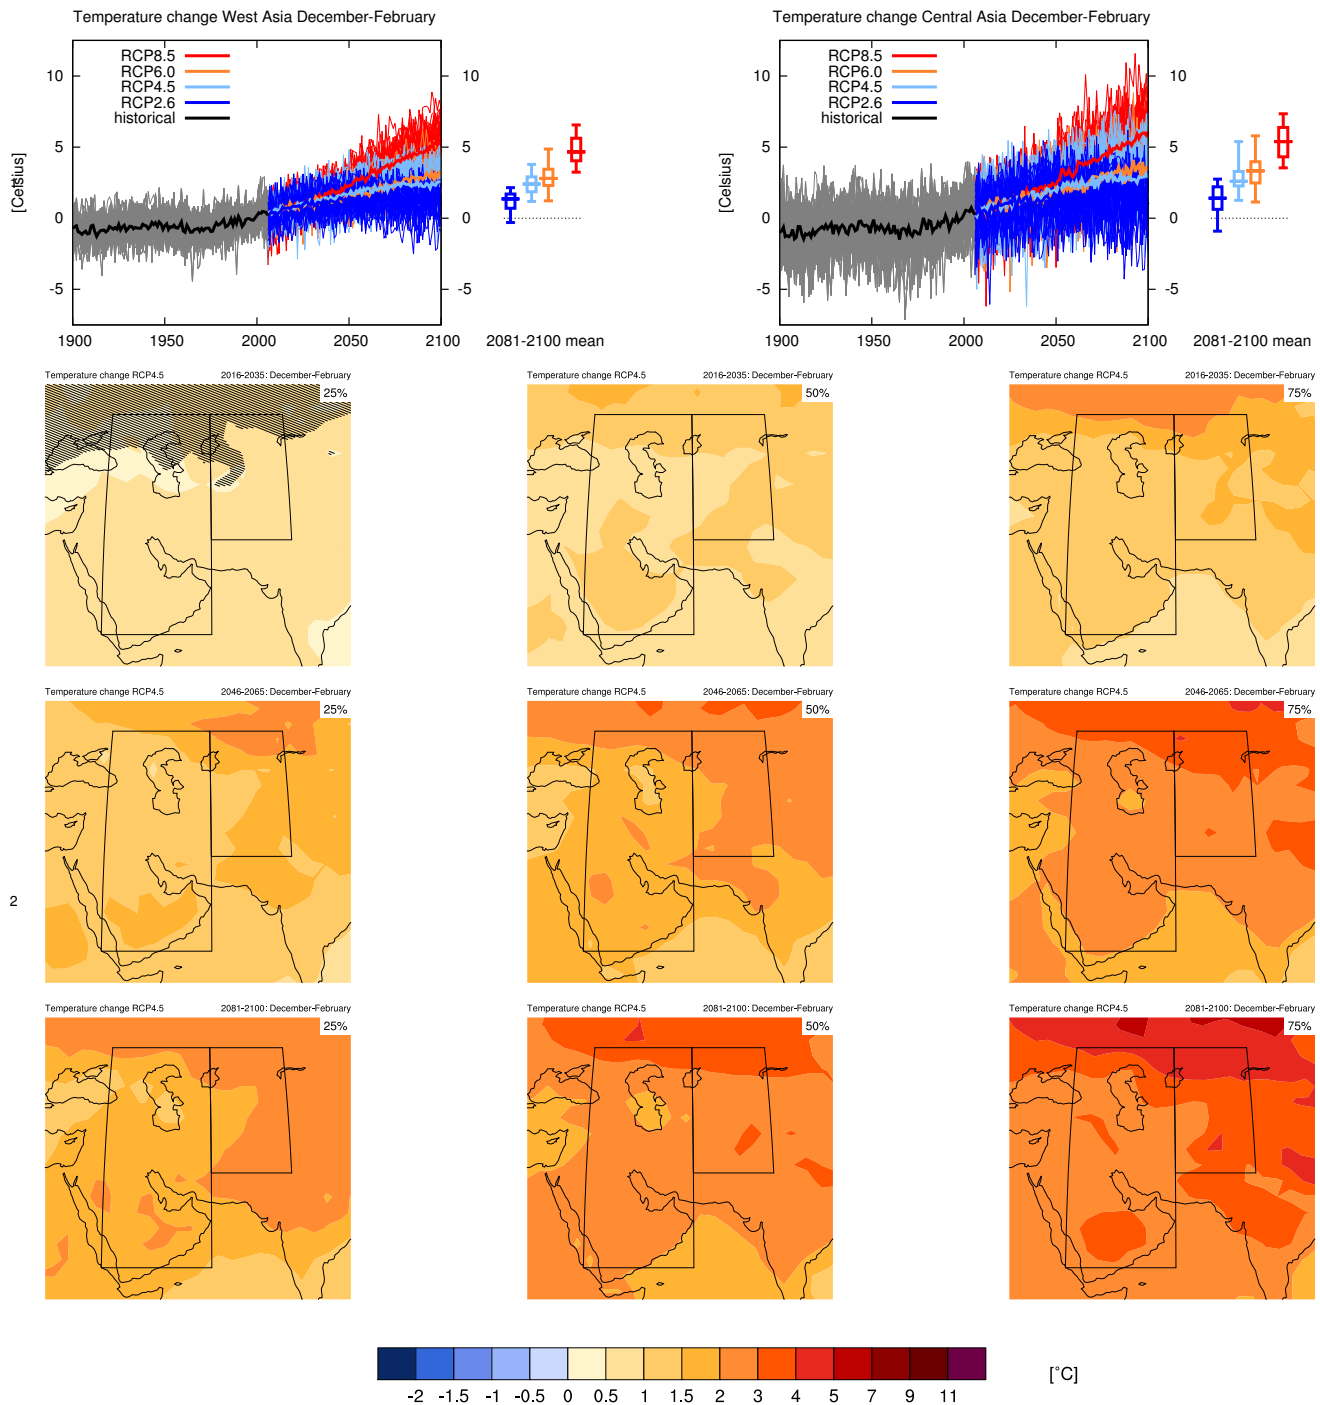 Temperature change West Asia December-February
Temperature change Central Asia December-February
RCP8.5
RCP6.0
RCP4.5
RCP2.6
historical
[Celsius]
10
5
0
-5
10
5
0
-5
1900 1950 2000 2050 2100 2081-2100 mean
RCP8.5
RCP6.0
RCP4.5
RCP2.6
historical
[Celsius]
10
5
0
-5
10
5
0
-5
1900 1950 2000 2050 2100 2081-2100 mean
Temperature change RCP4.5 2016-2035: December-February
25%
Temperature change RCP4.5 2016-2035: December-February
50%
Temperature change RCP4.5 2016-2035: December-February
75%
Temperature change RCP4.5 2046-2065: December-February
25%
Temperature change RCP4.5 2046-2065: December-February
50%
Temperature change RCP4.5 2046-2065: December-February
75%
2
Temperature change RCP4.5 2081-2100: December-February
25%
Temperature change RCP4.5 2081-2100: December-February
50%
Temperature change RCP4.5 2081-2100: December-February
75%
-2 -1.5 -1 -0.5 0 0.5 1 1.5 2 3 4 5 7 9 11
[°C]